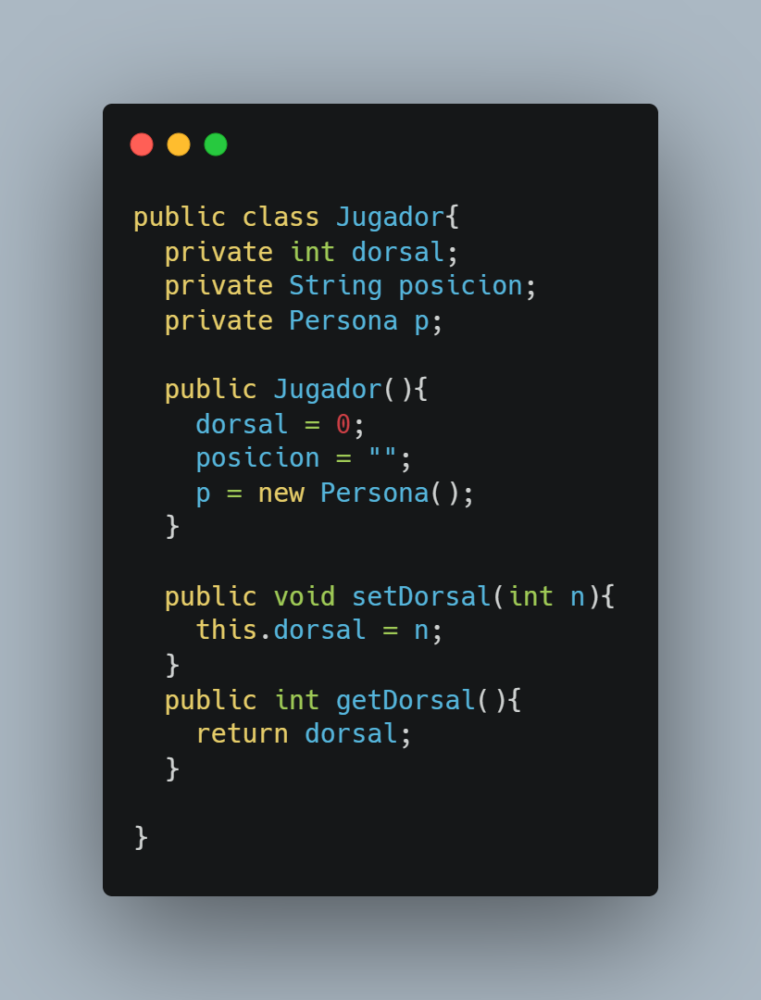 public class Jugador{
  private int dorsal;
  private String posicion;
  private Persona p;

  public Jugador(){
    dorsal = 0;
    posicion = "";
    p = new Persona();
  }

  public void setDorsal(int n){
    this.dorsal = n;
  }
  public int getDorsal(){
    return dorsal;
  }

}